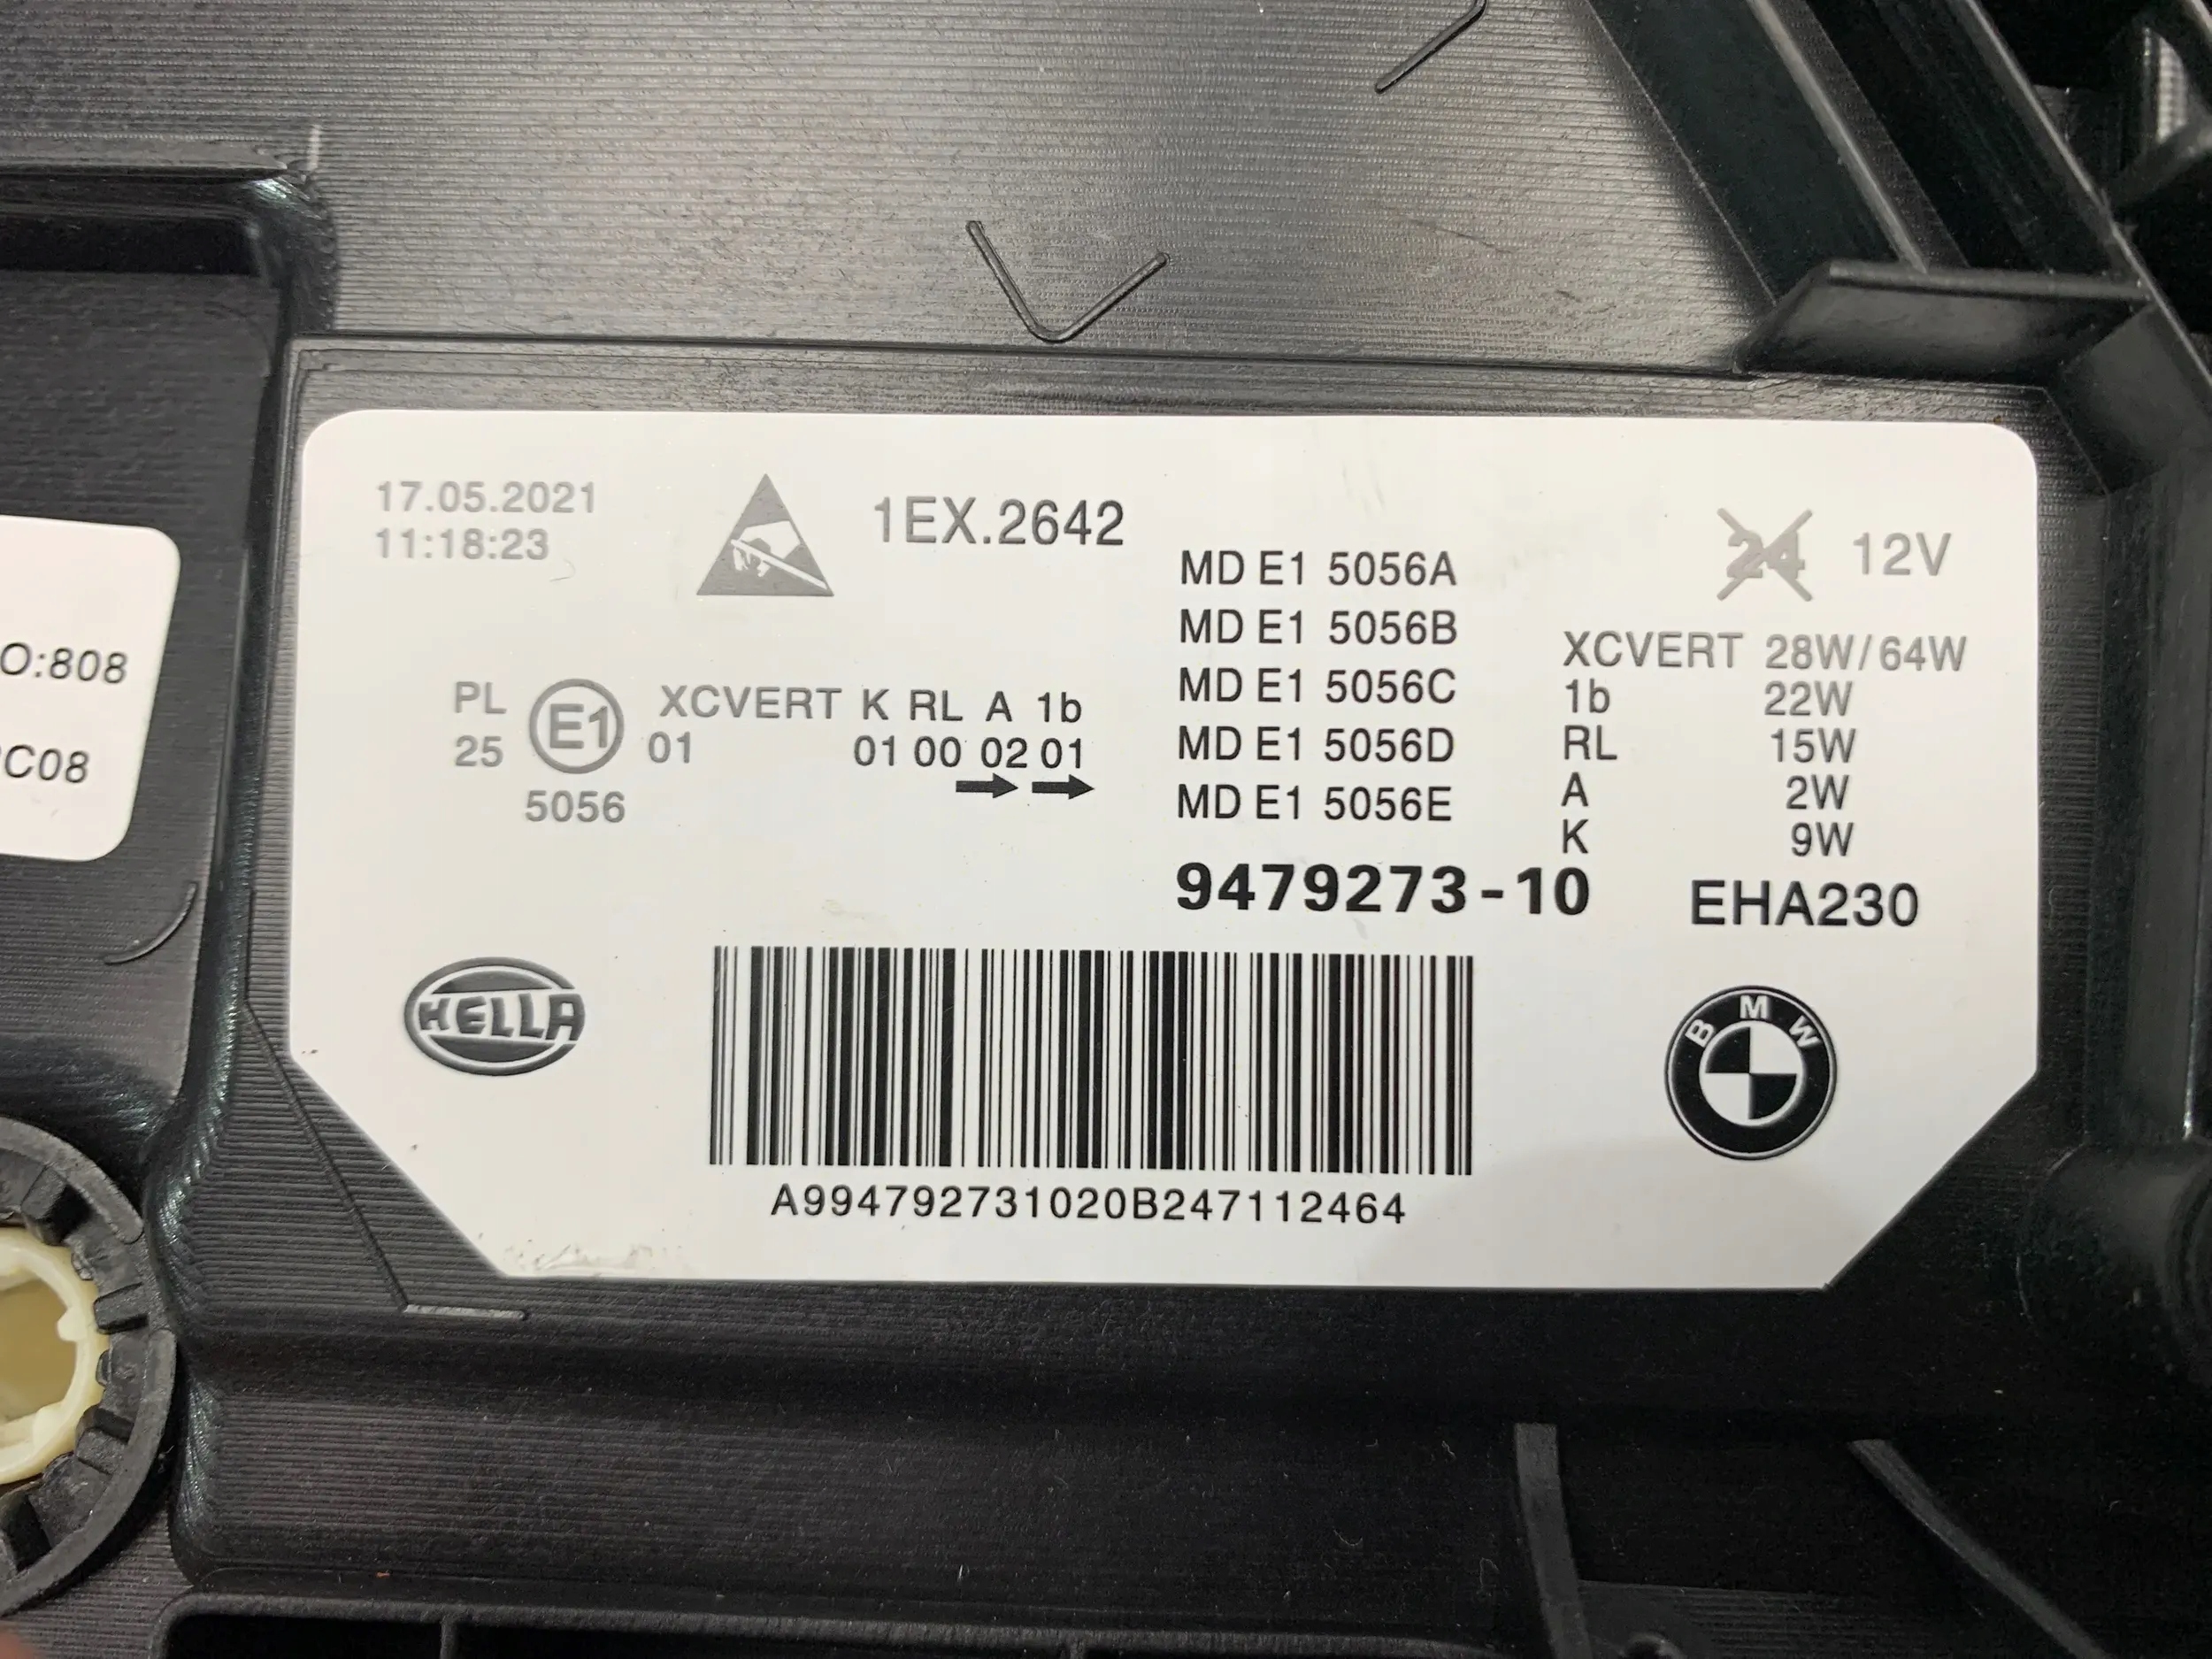 O:808
C08
17.05.2021
11:18:23
1EX.2642
24 12V
MD E1 5056A
MD E1 5056B
MD E1 5056C
MD E1 5056D
MD E1 5056E
XCVERT 28W/64W
1b 22W
RL 15W
A 2W
K 9W
PL E1 XCVERT K RL A 1b
25 01 01 00 02 01
5056
9479273-10 EHA230
HELLA
BMW
A994792731020B247112464